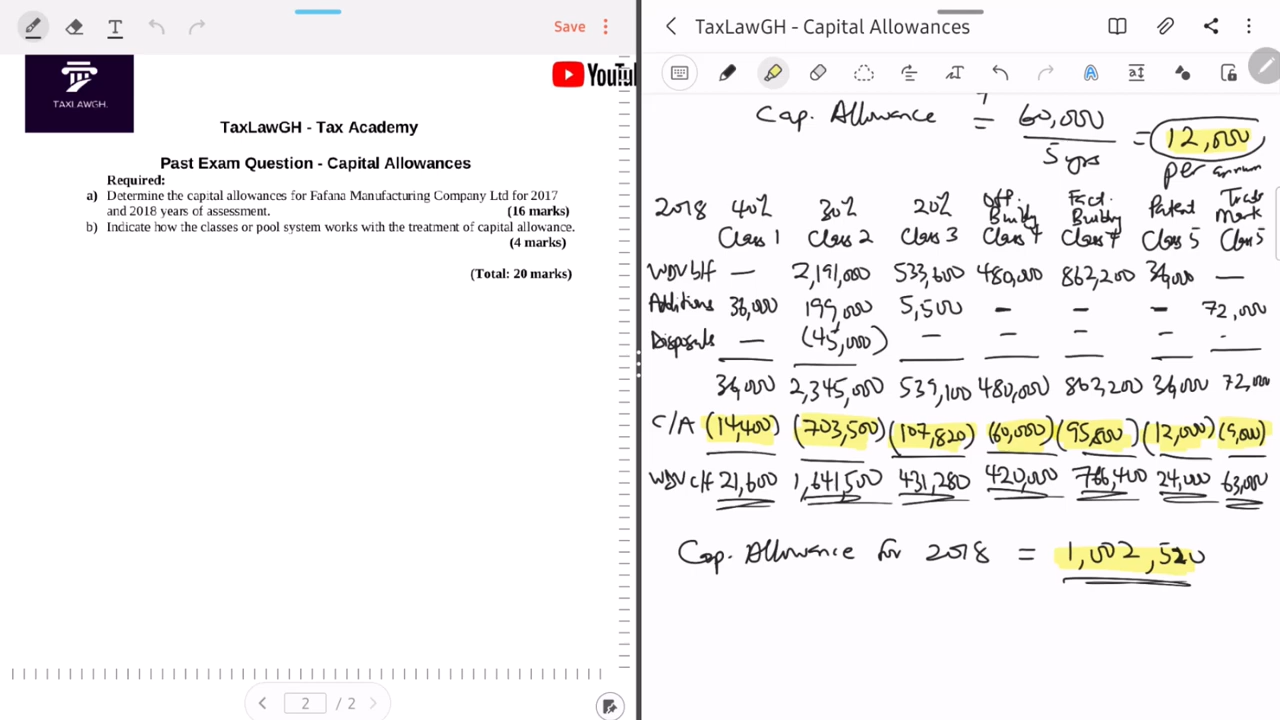 Save
TAXLAWGH.
YouTu
TaxLawGH - Tax Academy
Past Exam Question - Capital Allowances
Required:
a) Determine the capital allowances for Fafana Manufacturing Company Ltd for 2017
and 2018 years of assessment. (16 marks)
b) Indicate how the classes or pool system works with the treatment of capital allowance.
(4 marks)
(Total: 20 marks)
2 / 2
TaxLawGH - Capital Allowances
Cap. Allowance = 60,000 / 5 yrs = 12,000
per annum
2018 40% 30% 20% Off. Buildg Fact. Buildg Patent Trade Mark
Class 1 Class 2 Class 3 Class 4 Class 4 Class 5 Class 5
WDV b/f — 2,191,000 533,600 480,000 862,200 36,000 —
Additions 36,000 199,000 5,500 - - - 72,000
Disposals — (45,000) - - - - -
36,000 2,345,000 539,100 480,000 862,200 36,000 72,000
C/A (14,400) (703,500) (107,820) (60,000) (95,800) (12,000) (9,000)
WDV c/f 21,600 1,641,500 431,280 420,000 766,400 24,000 63,000
Cap. Allowance for 2018 = 1,002,520